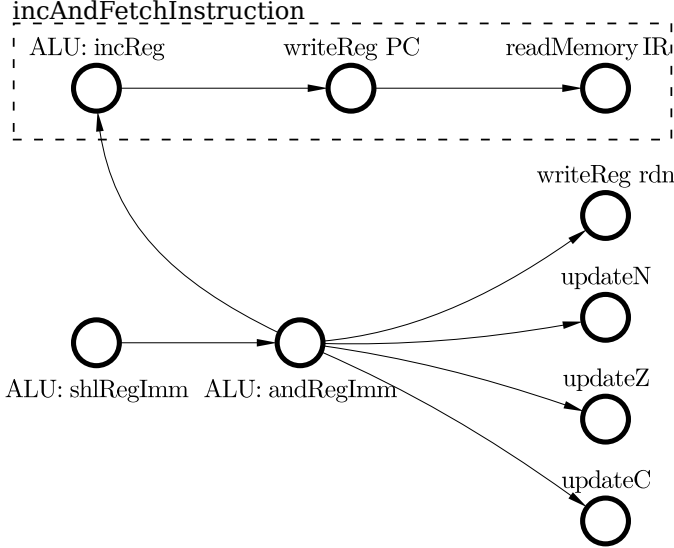 incAndFetchInstruction
ALU: incReg
writeReg PC
readMemory IR
writeReg rdn
updateN
ALU: shlRegImm
ALU: andRegImm
updateZ
updateC